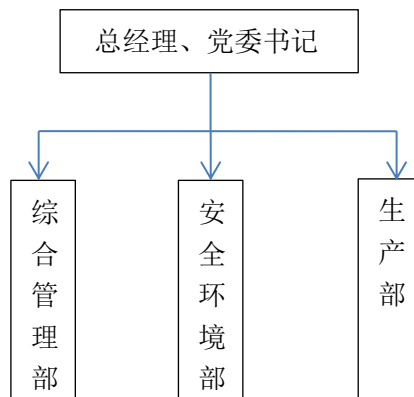 总经理、党委书记
综合管理部
安全环境部
生产部